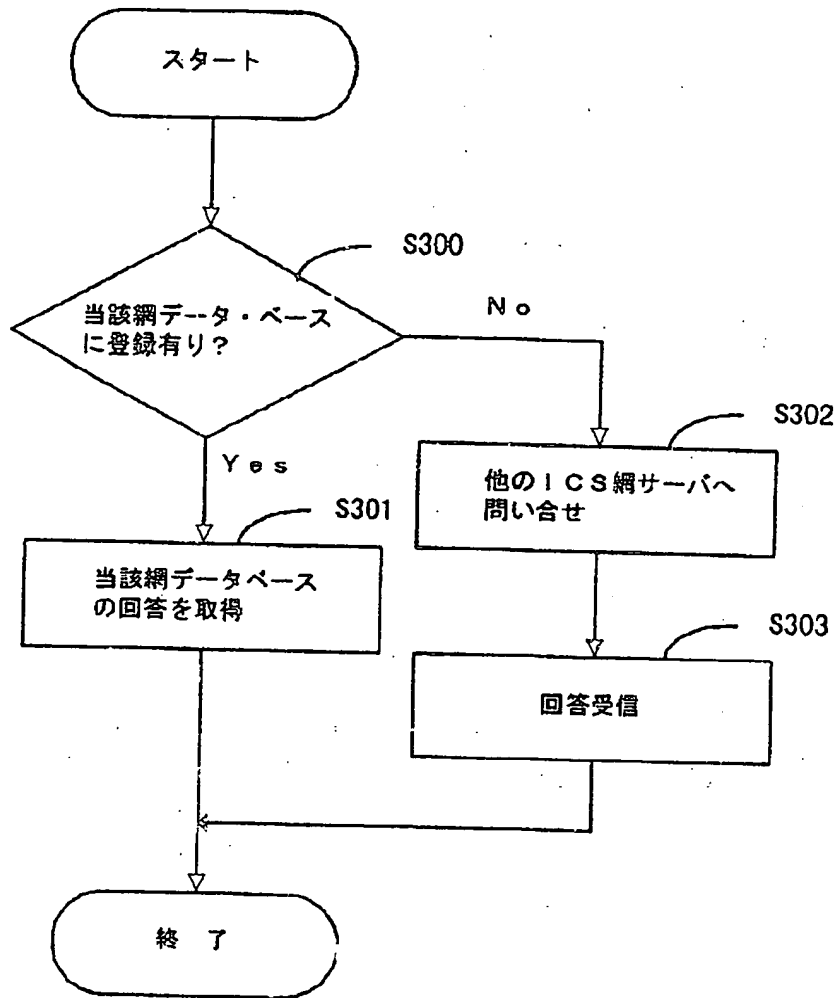 スタート
S300
当該網データ・ベース
に登録有り?
No
Yes
S302
他のICS網サーバへ
問い合せ
S301
当該網データベース
の回答を取得
S303
回答受信
終 了